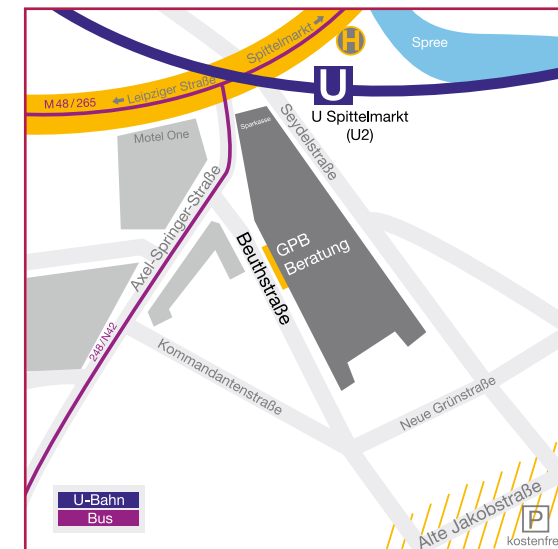 Spittelmarkt
H
Spree
M48/265
Leipziger Straße
U
U Spittelmarkt
(U2)
Motel One
Sparkasse
Seydelstraße
Axel-Springer-Straße
GPB
Beratung
Beuthstraße
248/N42
Kommandantenstraße
Neue Grünstraße
U-Bahn
Bus
Alte Jakobstraße
P
kostenfrei